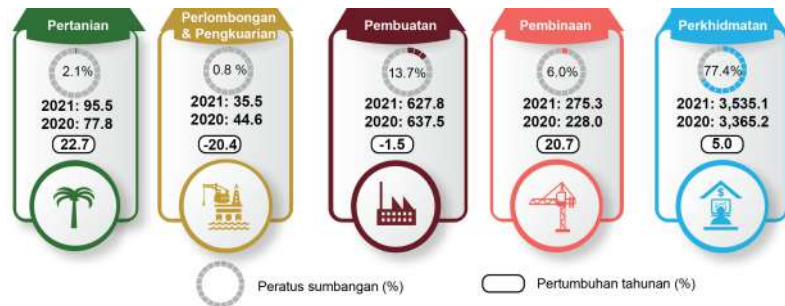 Pertanian
2.1%
2021: 95.5
2020: 77.8
22.7
Perlombongan
& Pengkuarian
0.8 %
2021: 35.5
2020: 44.6
-20.4
Pembuatan
13.7%
2021: 627.8
2020: 637.5
-1.5
Pembinaan
6.0%
2021: 275.3
2020: 228.0
20.7
Perkhidmatan
77.4%
2021: 3,535.1
2020: 3,365.2
5.0
$
Peratus sumbangan (%)
Pertumbuhan tahunan (%)